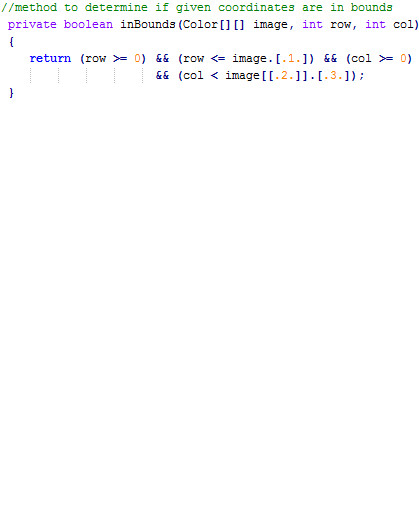 //method to determine if given coordinates are in bounds
private boolean inBounds(Color[][] image, int row, int col)
{
return (row >= 0) && (row <= image.[.1.]) && (col >= 0)
&& (col < image[[.2.]].[.3.]);
}